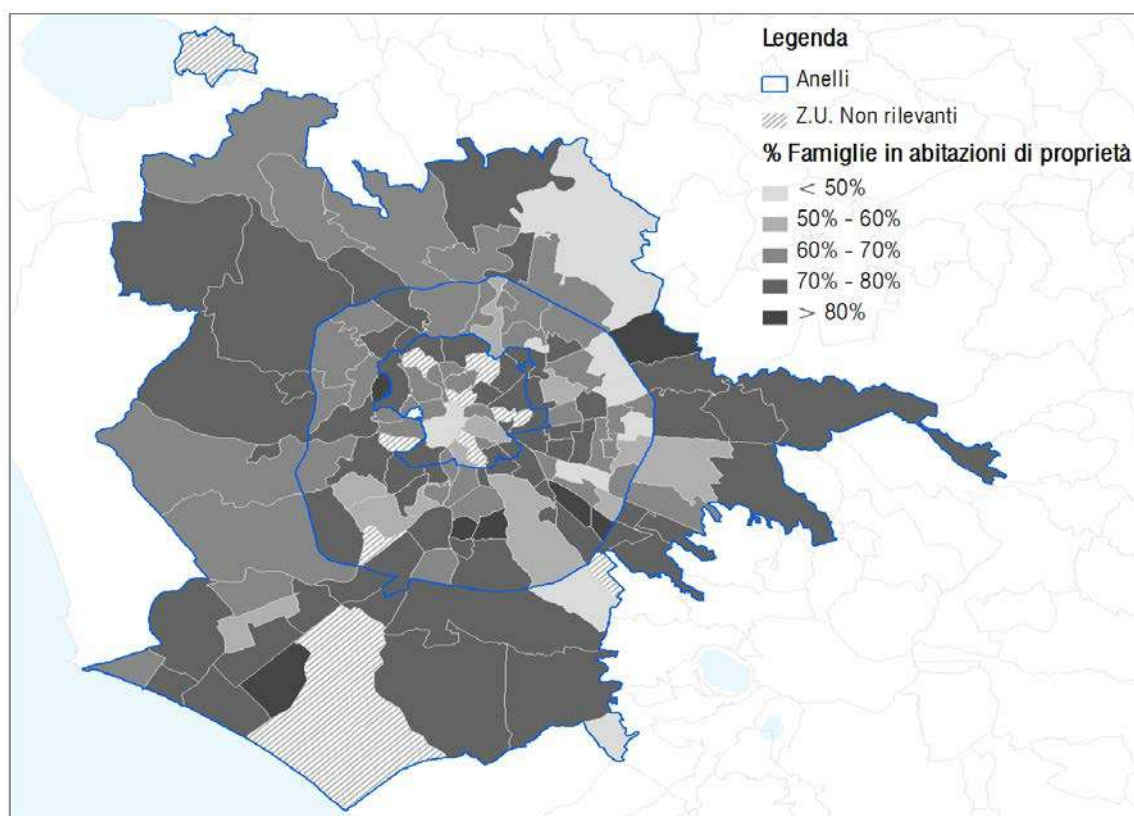 Legenda
Anelli
Z.U. Non rilevanti
% Famiglie in abitazioni di proprietà
< 50%
50% - 60%
60% - 70%
70% - 80%
> 80%